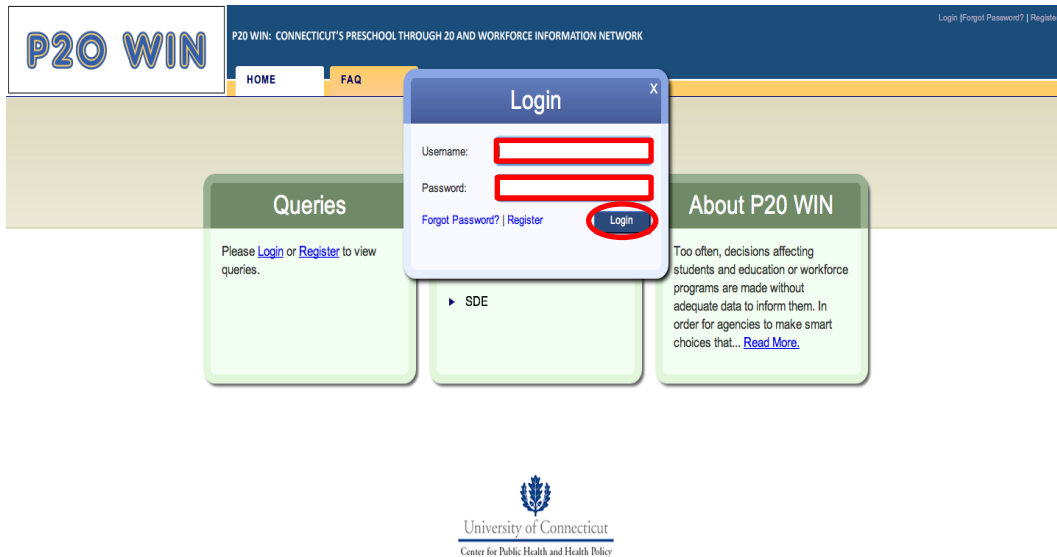 Login |Forgot Password? | Registe
P20 WIN
P20 WIN: CONNECTICUT'S PRESCHOOL THROUGH 20 AND WORKFORCE INFORMATION NETWORK
HOME
FAQ
Login
X
Username:
Password:
Forgot Password? | Register
Login
Queries
Please Login or Register to view
queries.
SDE
About P20 WIN
Too often, decisions affecting
students and education or workforce
programs are made without
adequate data to inform them. In
order for agencies to make smart
choices that... Read More.
University of Connecticut
Center for Public Health and Health Policy